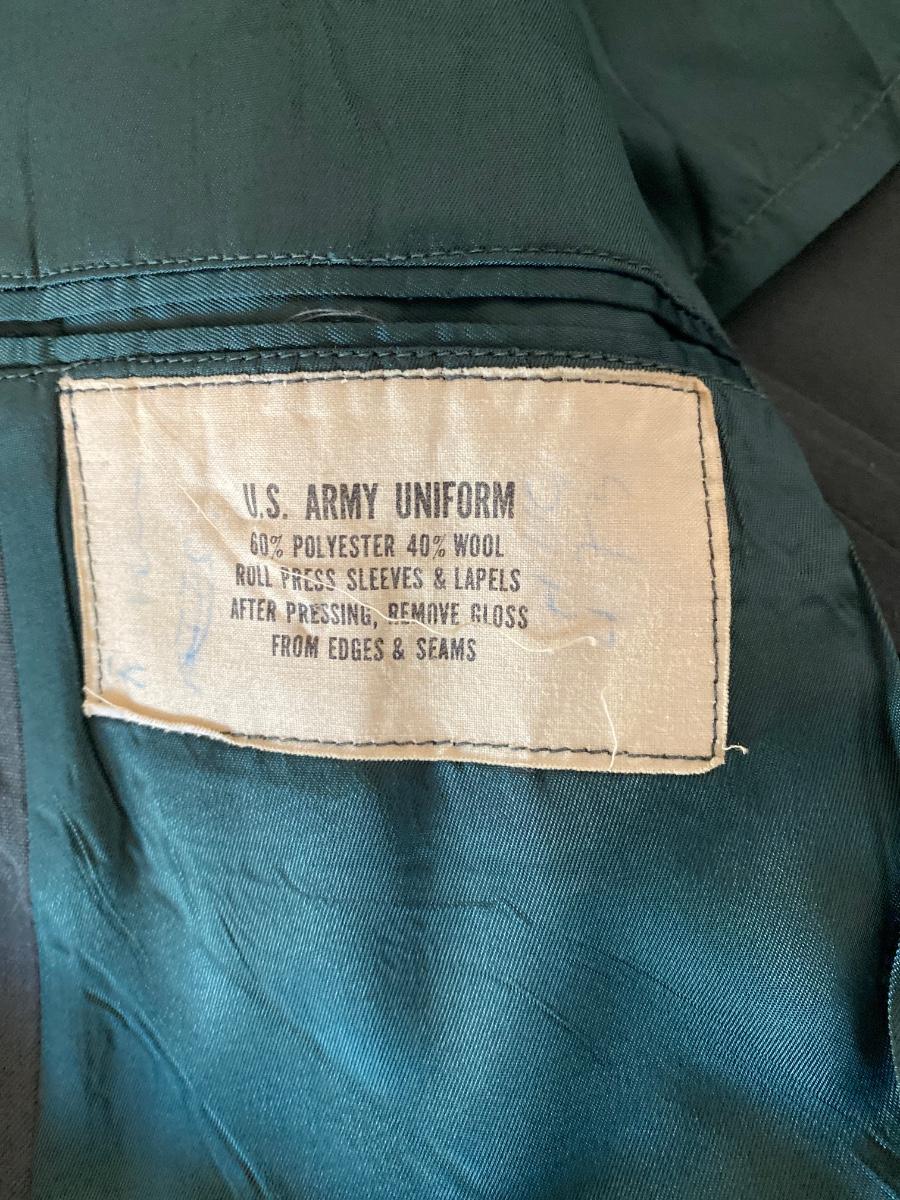 U.S. ARMY UNIFORM
60% POLYESTER 40% WOOL
ROLL PRESS SLEEVES & LAPELS
AFTER PRESSING, REMOVE GLOSS
FROM EDGES & SEAMS